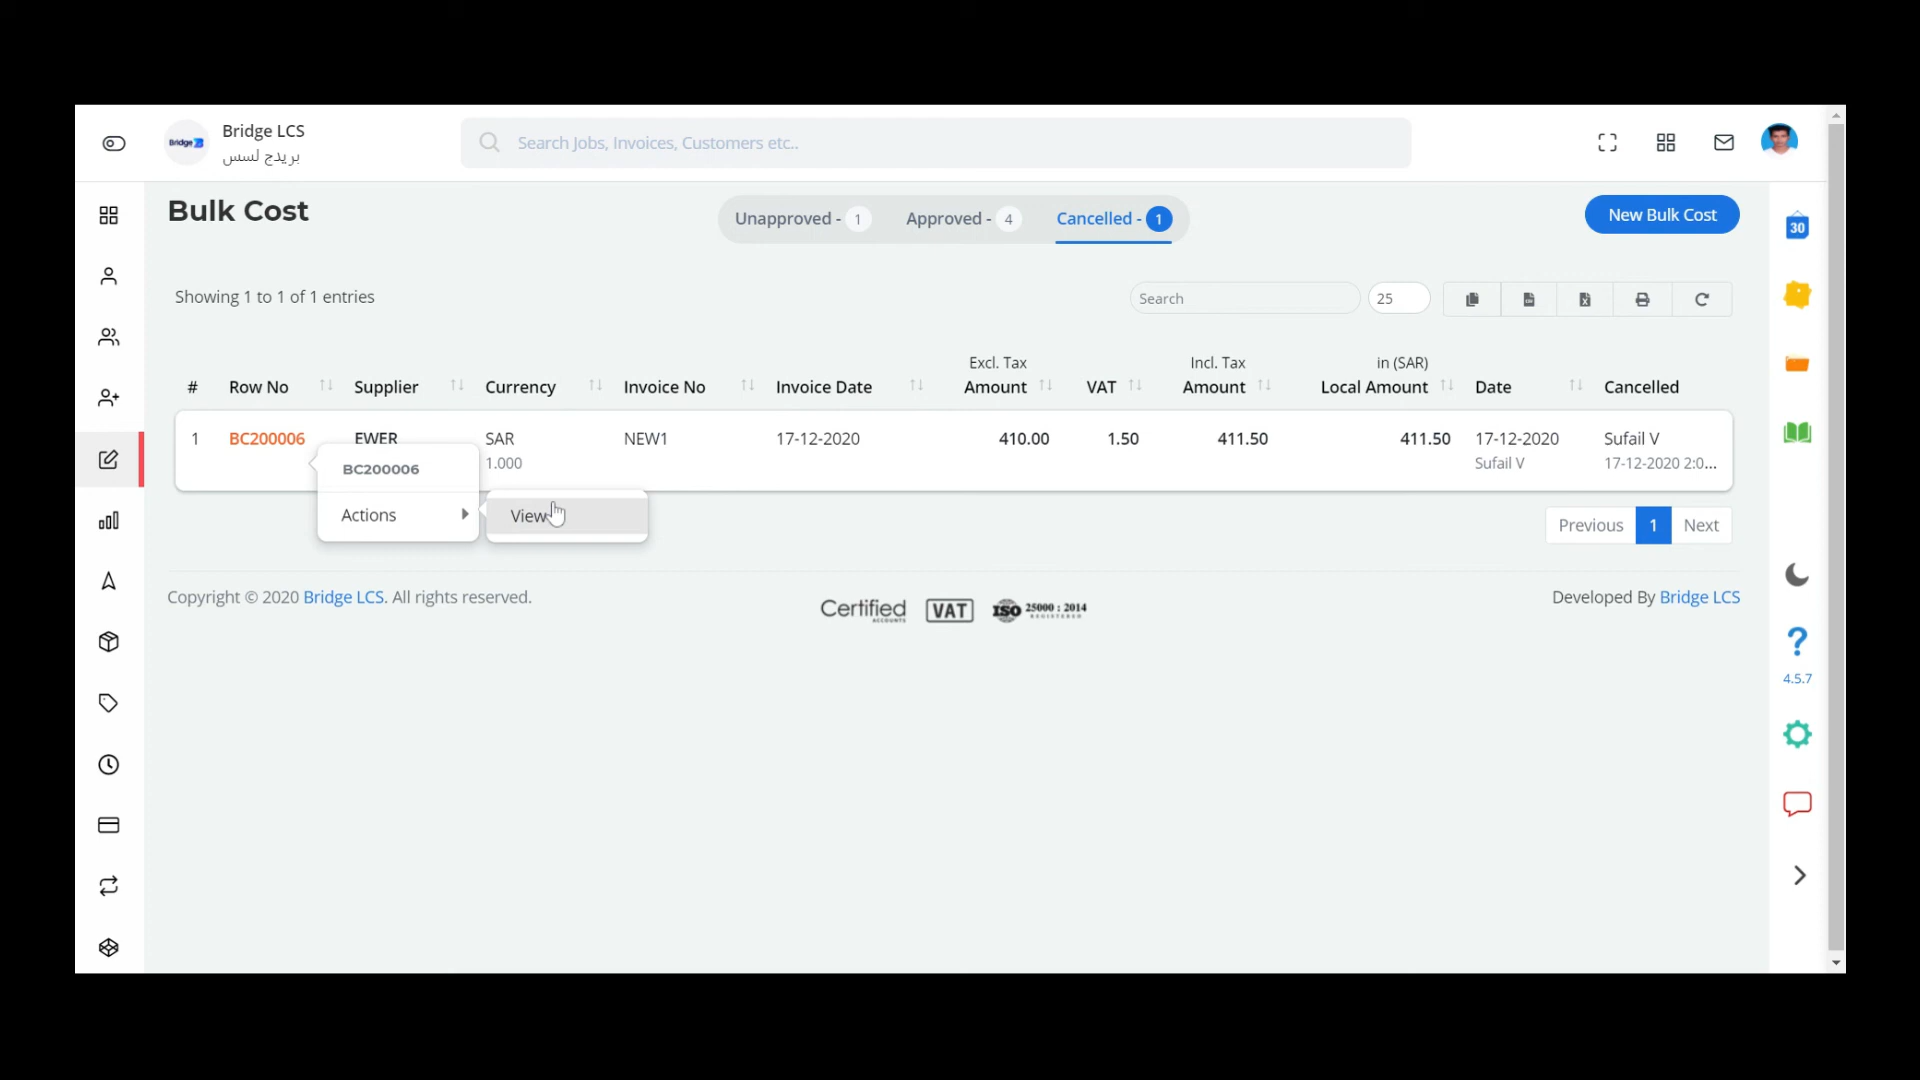 Bridge
Bridge LCS
بريدج لسس
Search Jobs, Invoices, Customers etc..
Bulk Cost
Unapproved - 1
Approved - 4
Cancelled - 1
New Bulk Cost
30
Showing 1 to 1 of 1 entries
Search
25
# Row No Supplier Currency Invoice No Invoice Date Excl. Tax Amount VAT Incl. Tax Amount in (SAR) Local Amount Date Cancelled
1 BC200006 EWER SAR NEW1 17-12-2020 410.00 1.50 411.50 411.50 17-12-2020 Sufail V
1.000 Sufail V 17-12-2020 2:0...
BC200006
Actions
View
Previous 1 Next
Copyright © 2020 Bridge LCS. All rights reserved.
Certified
ACCOUNTS
VAT
ISO 25000 : 2014
REGISTERED
Developed By Bridge LCS
?
4.5.7